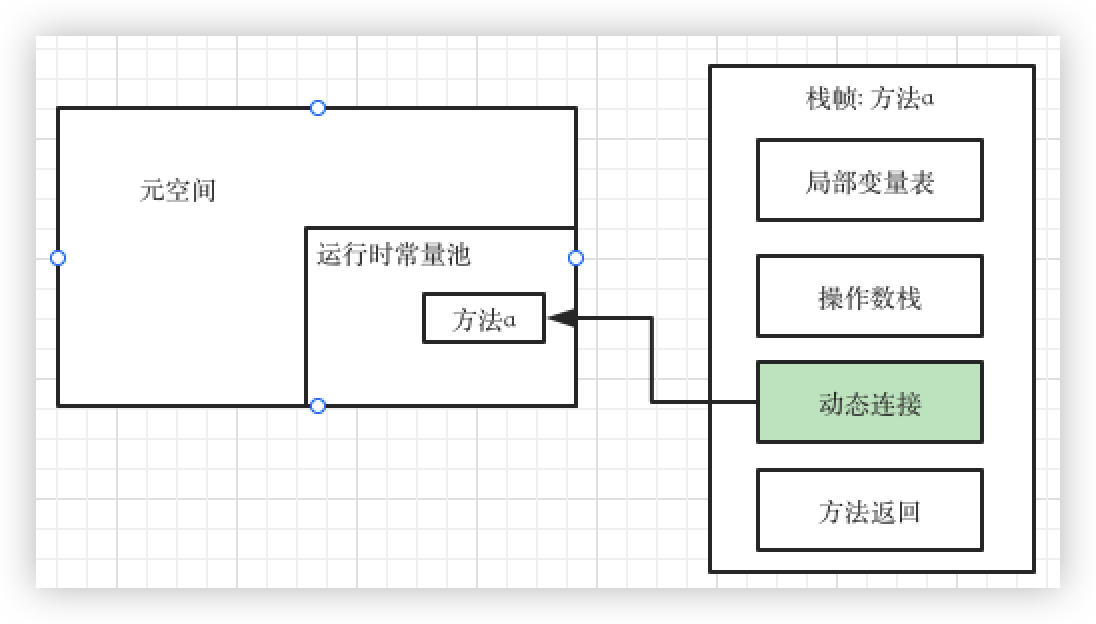 元空间
运行时常量池
方法a
栈帧: 方法a
局部变量表
操作数栈
动态连接
方法返回